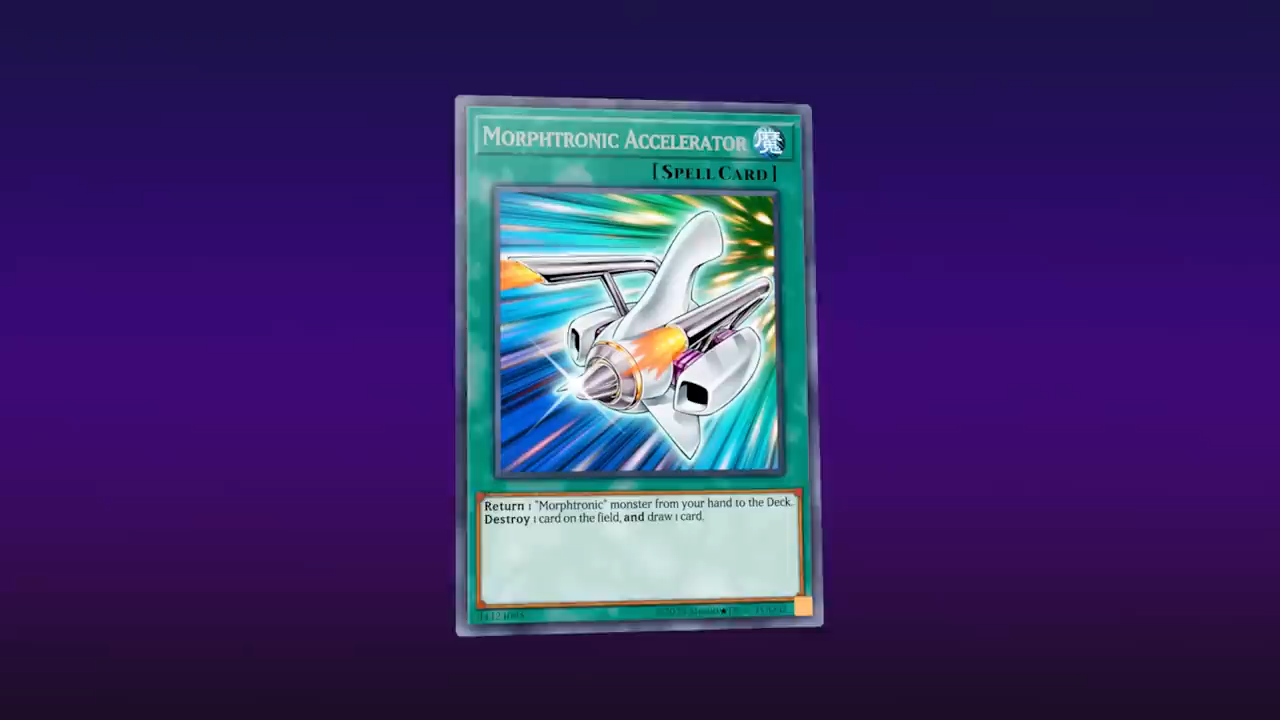 MORPHTRONIC ACCELERATOR 魔
[SPELL CARD]
Return 1 "Morphtronic" monster from your hand to the Deck.
Destroy 1 card on the field, and draw 1 card.